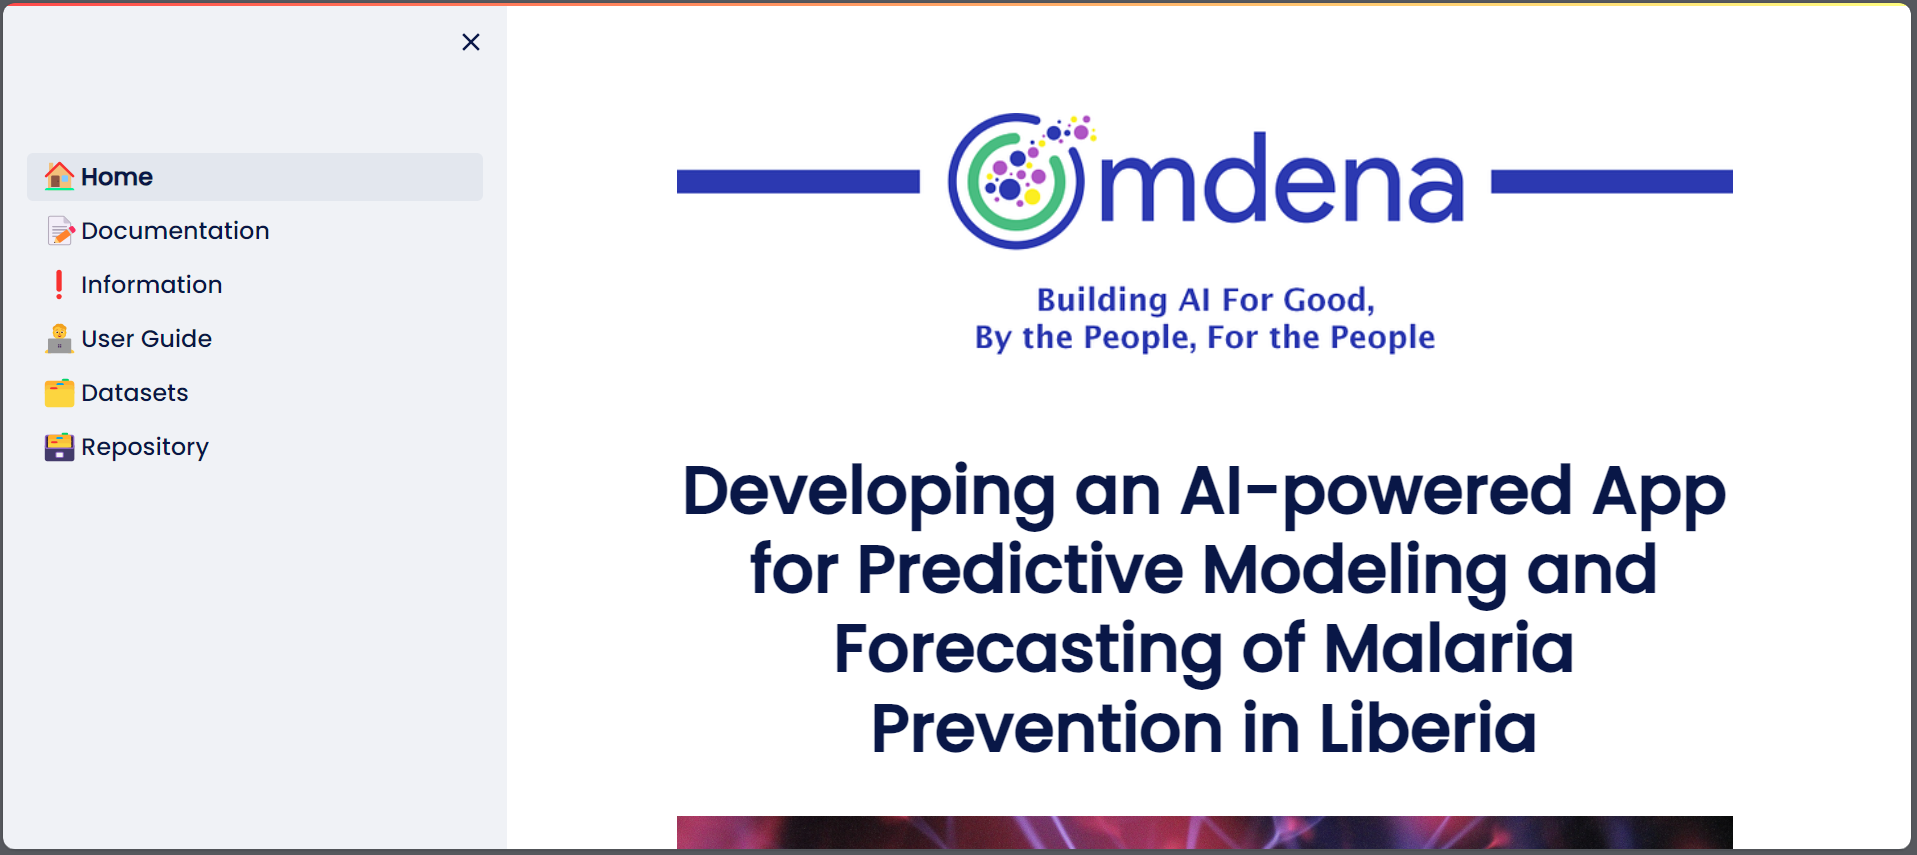 Home
Documentation
Information
User Guide
Datasets
Repository
Omdena
Building AI For Good,
By the People, For the People
Developing an AI-powered App
for Predictive Modeling and
Forecasting of Malaria
Prevention in Liberia